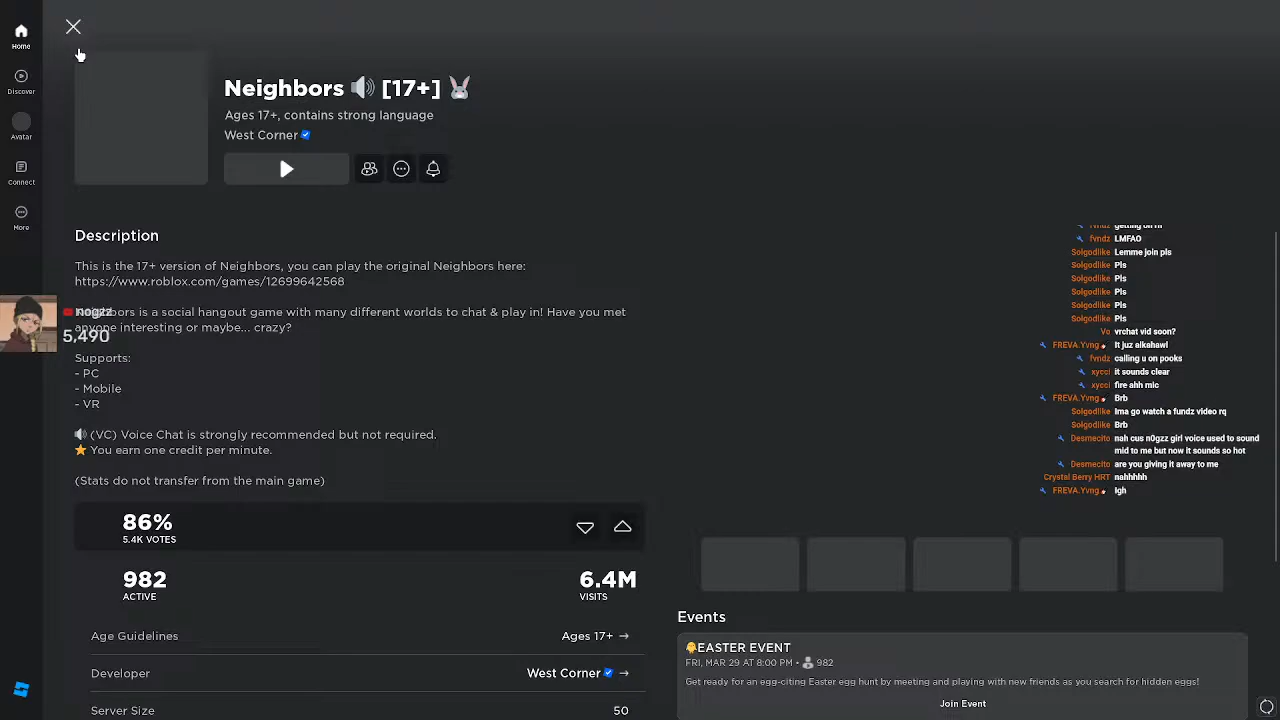 Home
Discover
Avatar
Connect
More
Neighbors 🔊 [17+] 🐰
Ages 17+, contains strong language
West Corner
Description
This is the 17+ version of Neighbors, you can play the original Neighbors here:
https://www.roblox.com/games/12699642568
Neighbors is a social hangout game with many different worlds to chat & play in! Have you met
anyone interesting or maybe... crazy?
5,490
Supports:
- PC
- Mobile
- VR
🔊 (VC) Voice Chat is strongly recommended but not required.
⭐ You earn one credit per minute.
(Stats do not transfer from the main game)
86%
5.4K VOTES
982
ACTIVE
6.4M
VISITS
Age Guidelines
Ages 17+ →
Developer
West Corner →
Server Size
50
fvndz getting on rn
fvndz LMFAO
Solgodlike Lemme join pls
Solgodlike Pls
Solgodlike Pls
Solgodlike Pls
Solgodlike Pls
Solgodlike Pls
Vo vrchat vid soon?
FREVA.Yvng It juz alkahawl
fvndz calling u on pooks
xycci it sounds clear
xycci fire ahh mic
FREVA.Yvng Brb
Solgodlike Ima go watch a fundz video rq
Solgodlike Brb
Desmecito nah cus n0gzz girl voice used to sound
mid to me but now it sounds so hot
Desmecito are you giving it away to me
Crystal Berry HRT nahhhhh
FREVA.Yvng Igh
Events
🐣EASTER EVENT
FRI, MAR 29 AT 8:00 PM • 982
Get ready for an egg-citing Easter egg hunt by meeting and playing with new friends as you search for hidden eggs!
Join Event